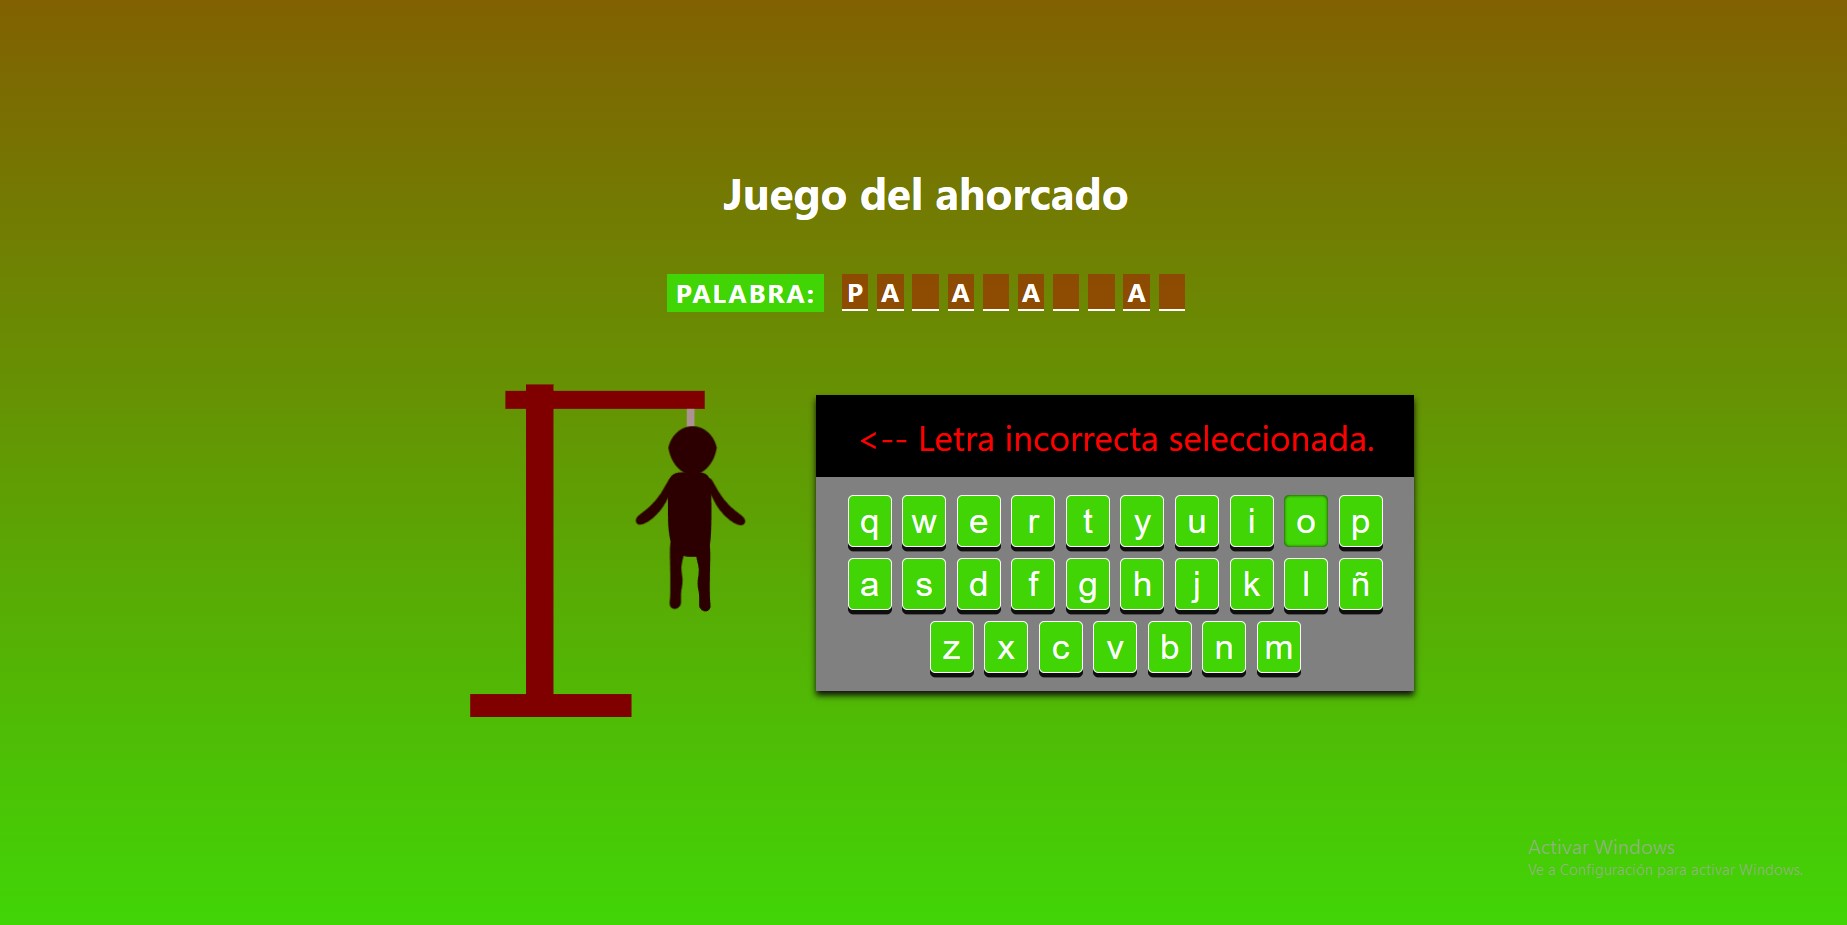 Juego del ahorcado
PALABRA: P A _ A _ A _ _ A _
<-- Letra incorrecta seleccionada.
q w e r t y u i o p
a s d f g h j k l ñ
z x c v b n m
Activar Windows
Ve a Configuración para activar Windows.